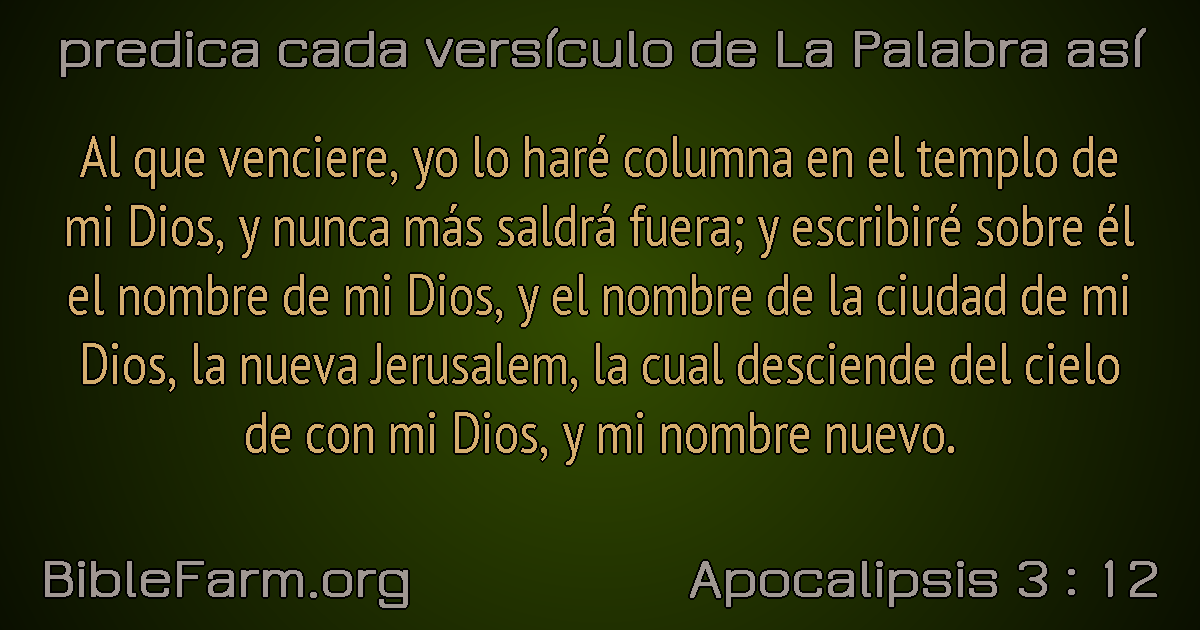 predica cada versículo de La Palabra así
Al que venciere, yo lo haré columna en el templo de
mi Dios, y nunca más saldrá fuera; y escribiré sobre él
el nombre de mi Dios, y el nombre de la ciudad de mi
Dios, la nueva Jerusalem, la cual desciende del cielo
de con mi Dios, y mi nombre nuevo.
BibleFarm.org
Apocalipsis 3 : 12